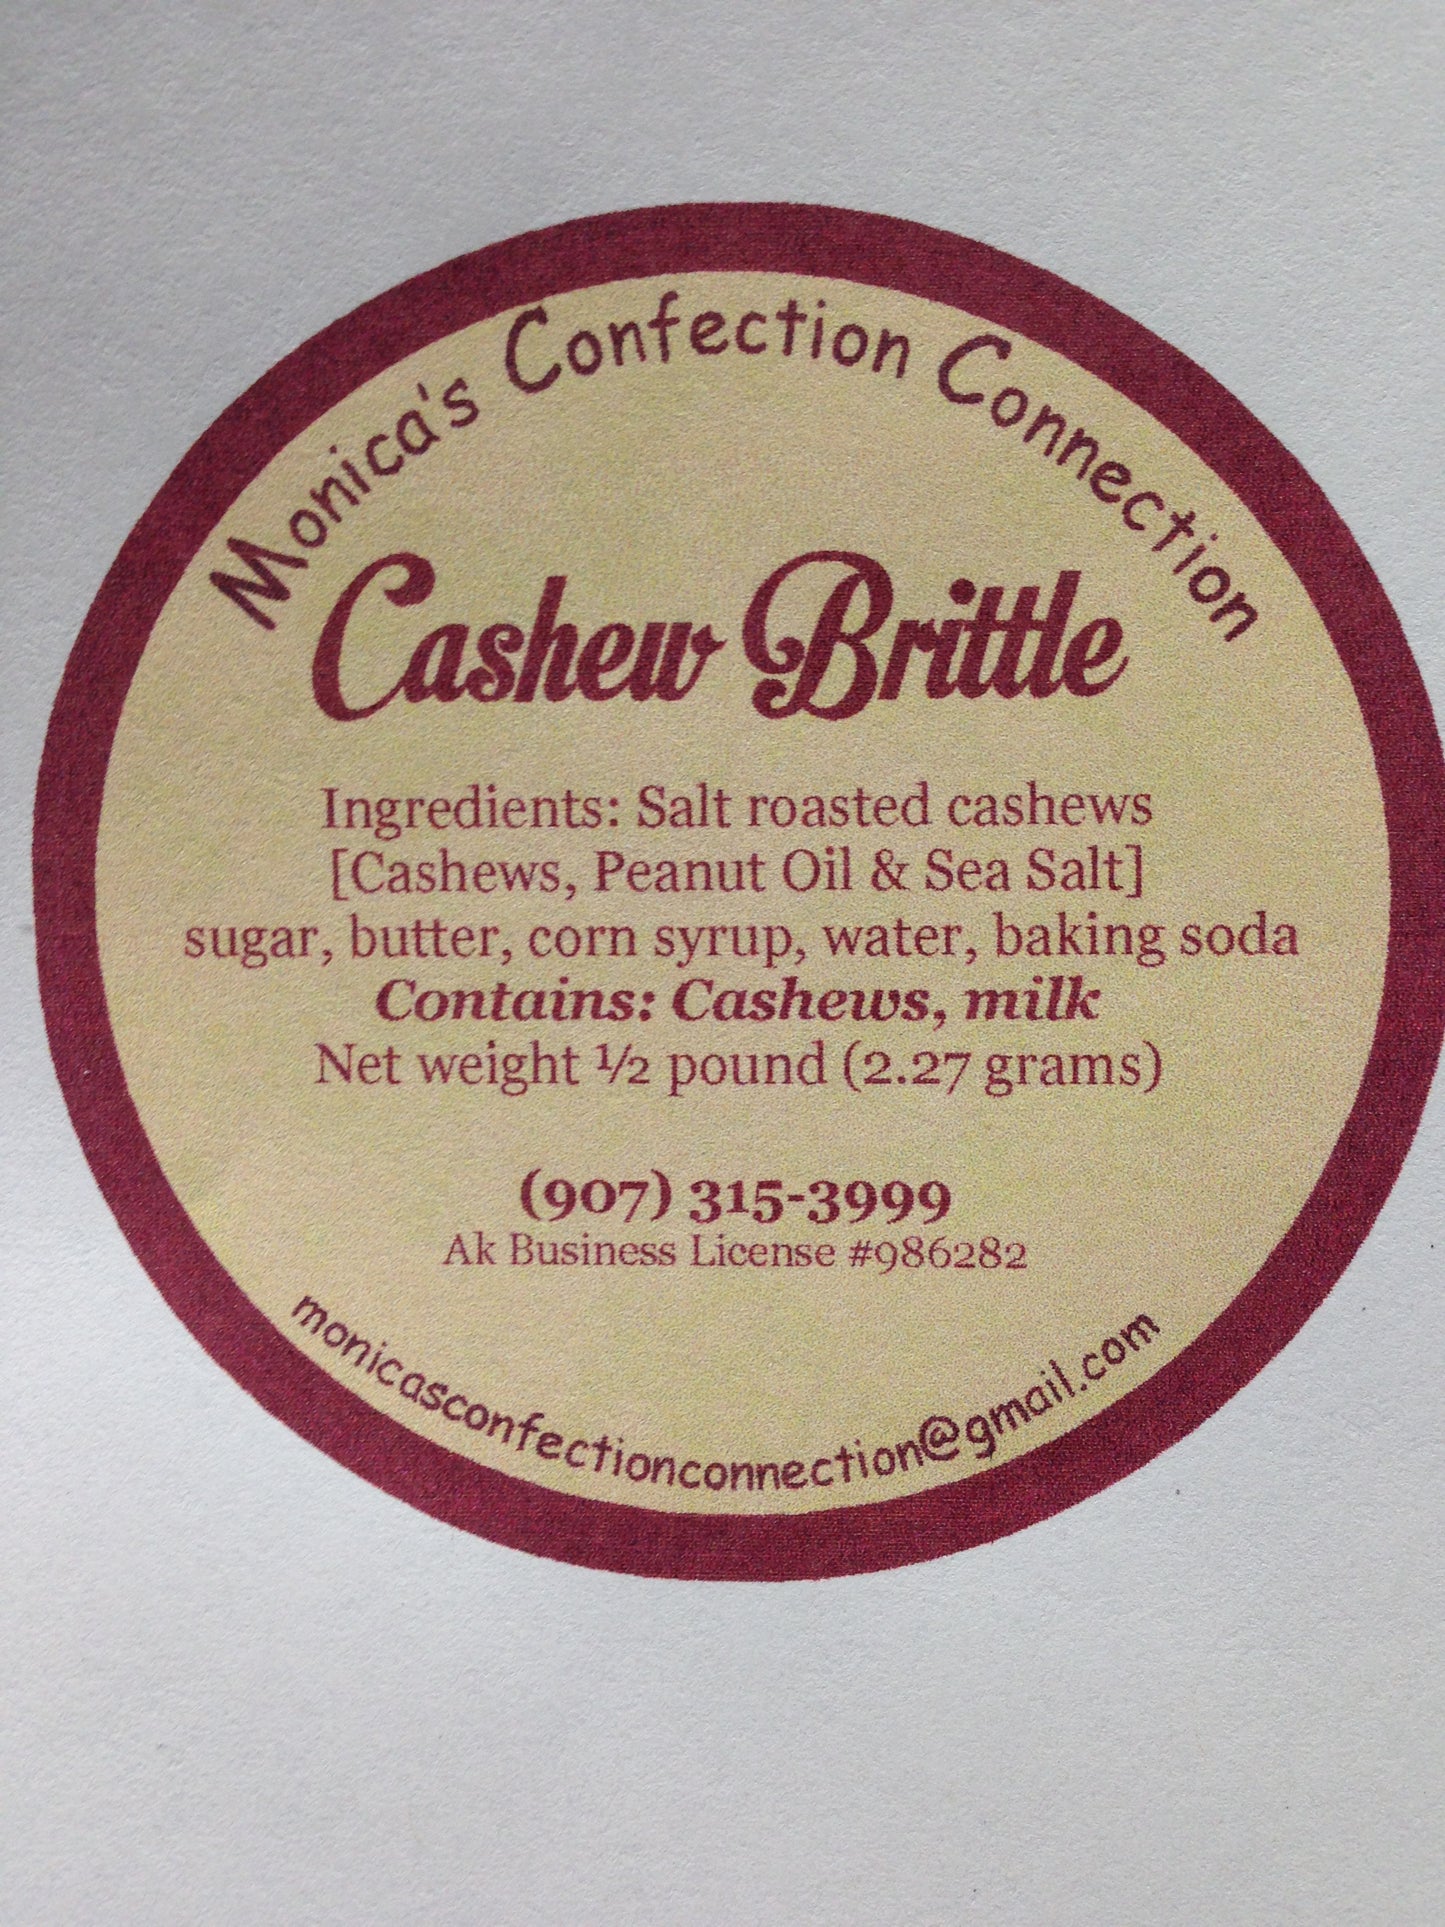 Monica's Confection Connection
Cashew Brittle
Ingredients: Salt roasted cashews
[Cashews, Peanut Oil & Sea Salt]
sugar, butter, corn syrup, water, baking soda
Contains: Cashews, milk
Net weight ½ pound (2.27 grams)
(907) 315-3999
Ak Business License #986282
monicasconfectionconnection@gmail.com